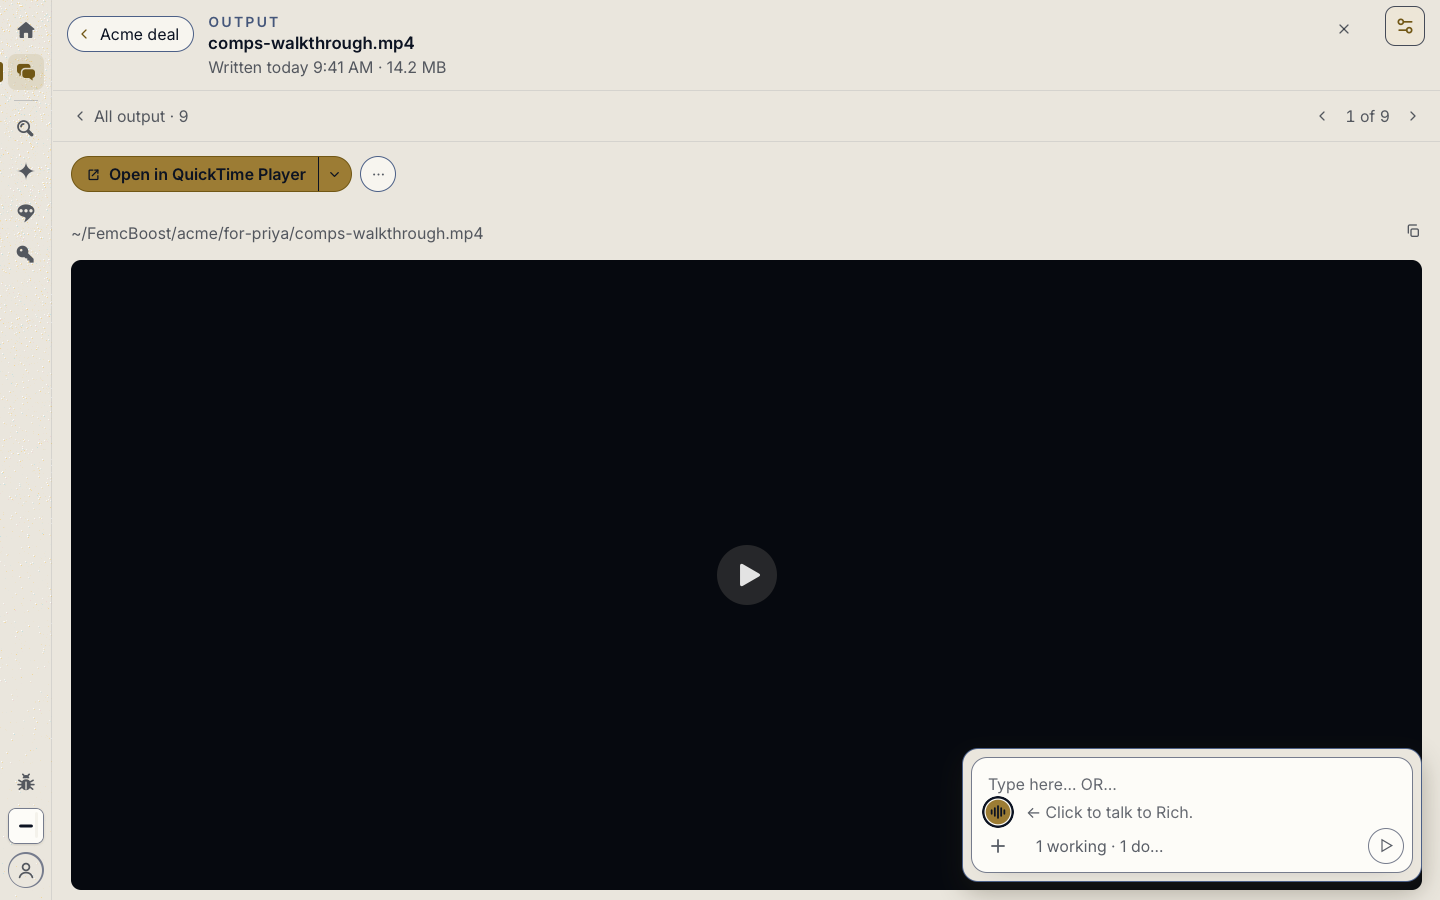 Acme deal
OUTPUT
comps-walkthrough.mp4
Written today 9:41 AM · 14.2 MB
All output · 9
1 of 9
Open in QuickTime Player
~/FemcBoost/acme/for-priya/comps-walkthrough.mp4
Type here... OR...
← Click to talk to Rich.
1 working · 1 do...